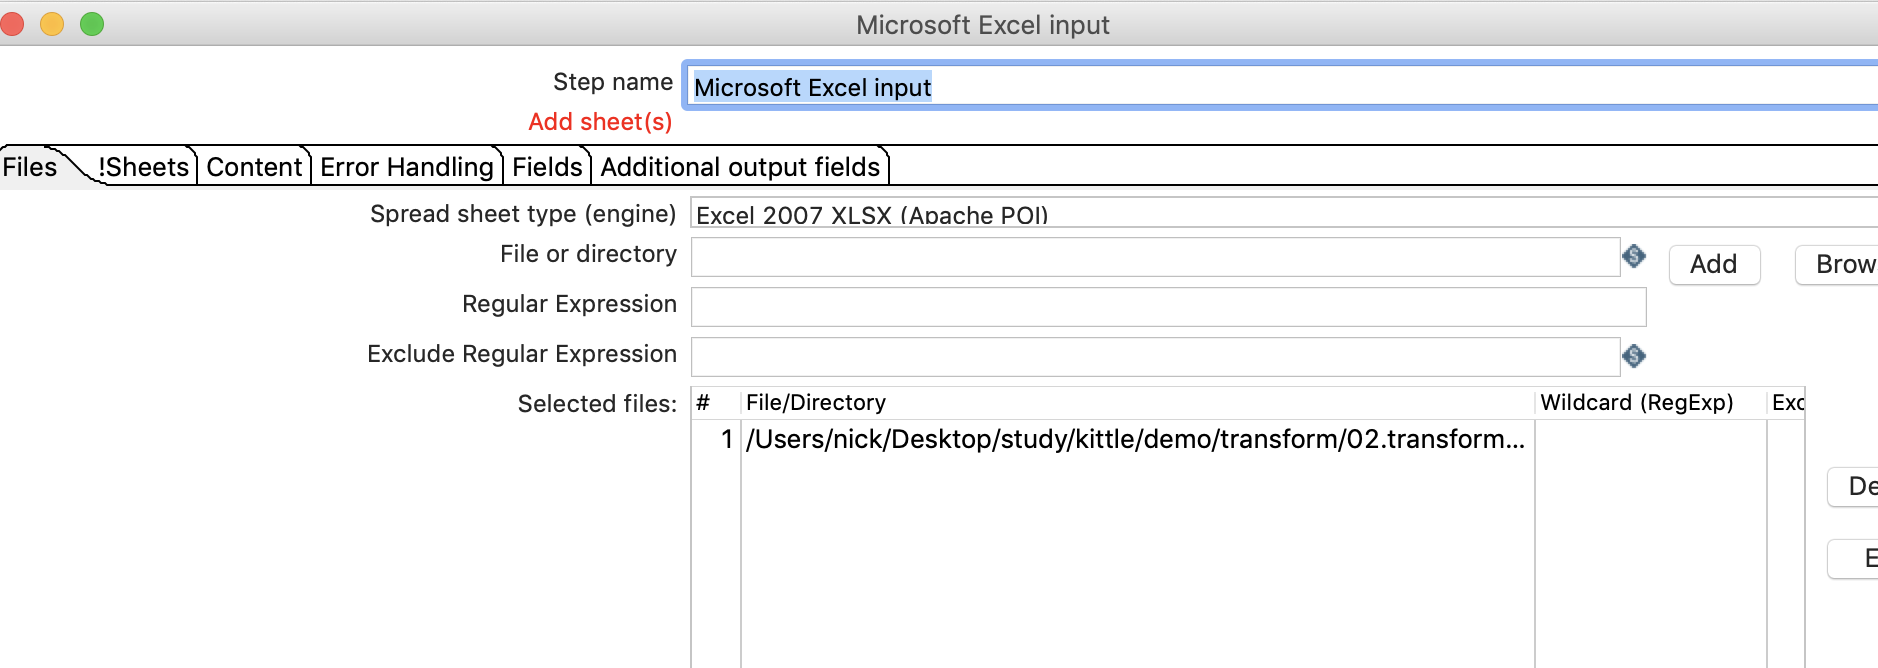 Microsoft Excel input
Step name Microsoft Excel input
Add sheet(s)
Files !Sheets Content Error Handling Fields Additional output fields
Spread sheet type (engine) Excel 2007 XLSX (Apache POI)
File or directory Add Brow
Regular Expression
Exclude Regular Expression
Selected files: # File/Directory Wildcard (RegExp) Exc
1 /Users/nick/Desktop/study/kittle/demo/transform/02.transform...
De
E